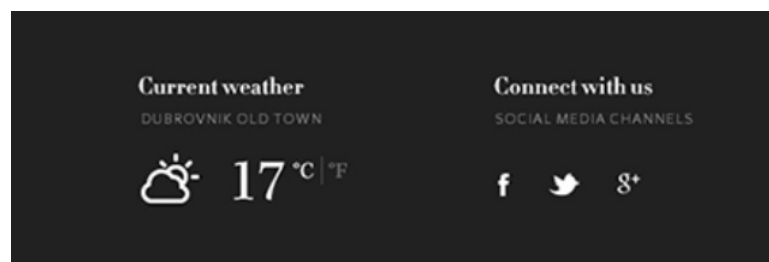 Current weather
DUBROVNIK OLD TOWN
17 °C | °F
Connect with us
SOCIAL MEDIA CHANNELS
f
8+